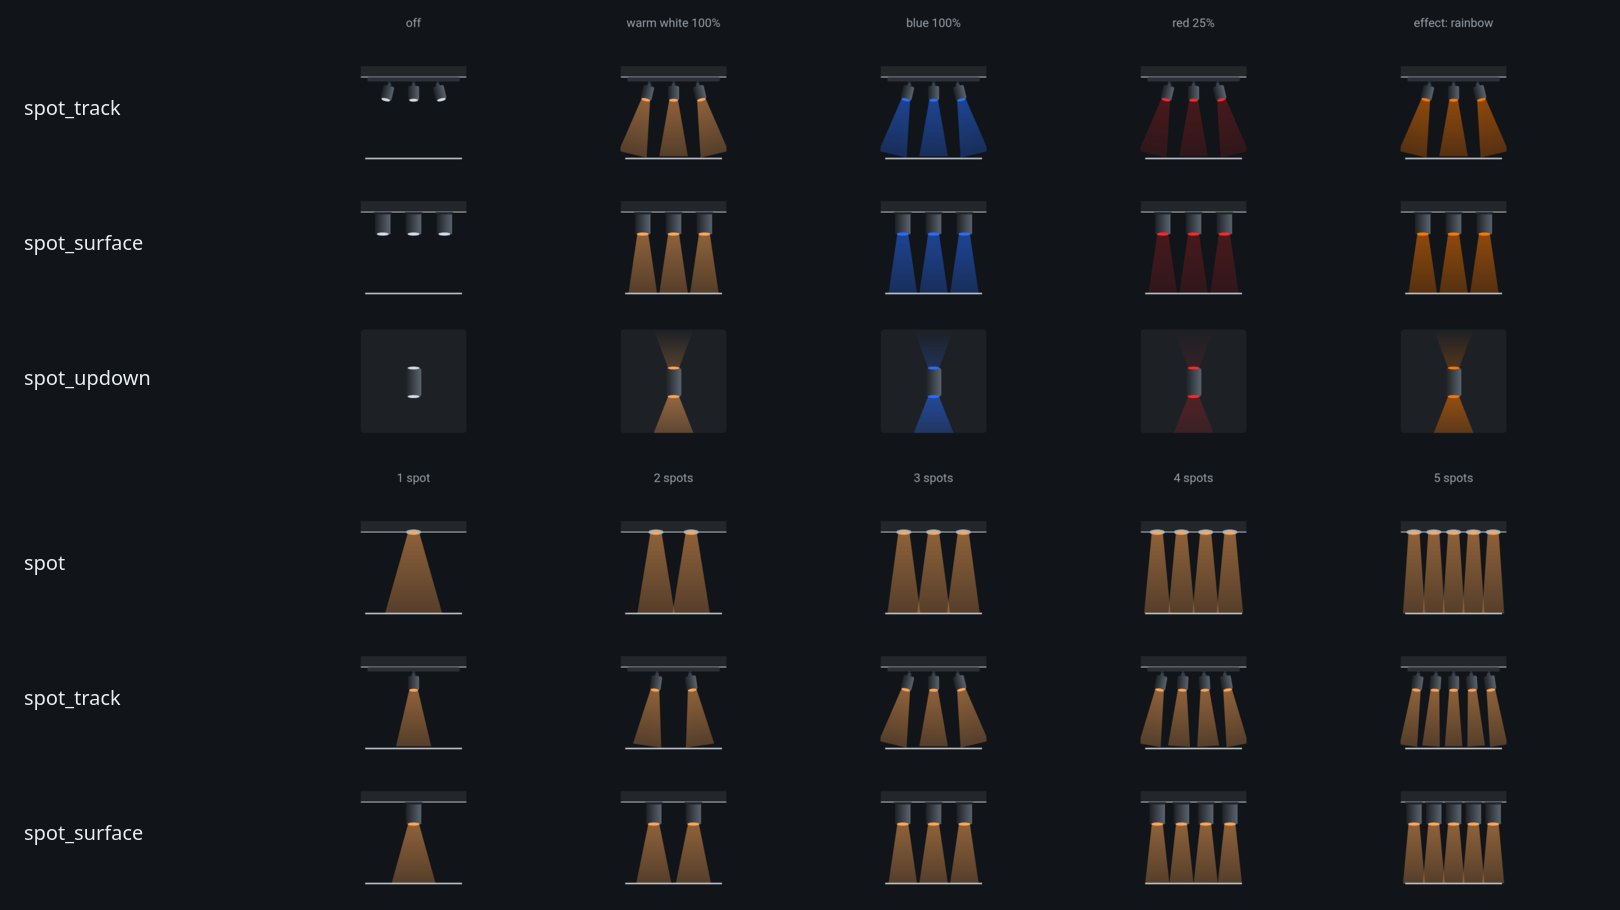 off warm white 100% blue 100% red 25% effect: rainbow
spot_track
spot_surface
spot_updown
1 spot 2 spots 3 spots 4 spots 5 spots
spot
spot_track
spot_surface